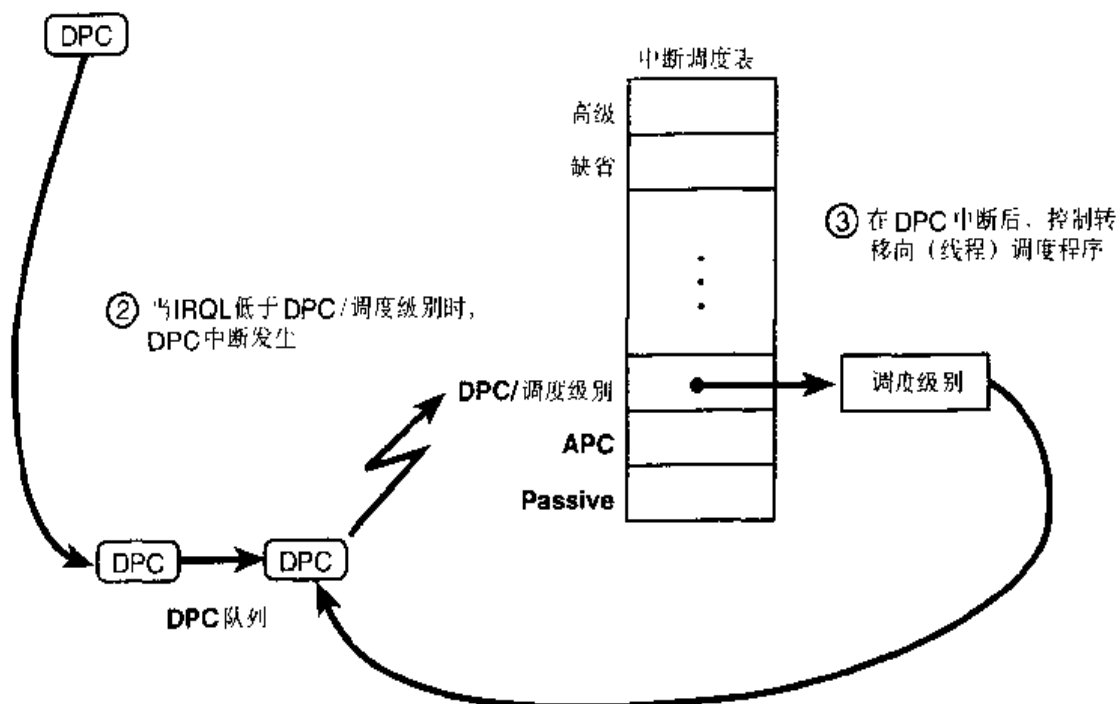 DPC
中断调度表
高级
缺省
③ 在DPC中断后、控制转
移向（线程）调度程序
② 当IRQL低于DPC/调度级别时，
DPC中断发生
DPC/调度级别
调度级别
APC
Passive
DPC
DPC
DPC队列